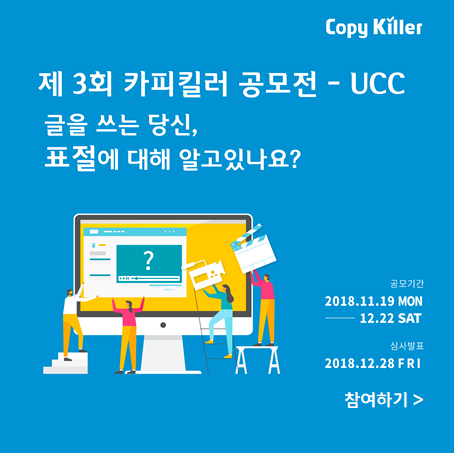 Copy Killer
제 3회 카피킬러 공모전 - UCC
글을 쓰는 당신,
표절에 대해 알고있나요?
?
공모기간
2018.11.19 MON
12.22 SAT
심사발표
2018.12.28 FRI
참여하기 >